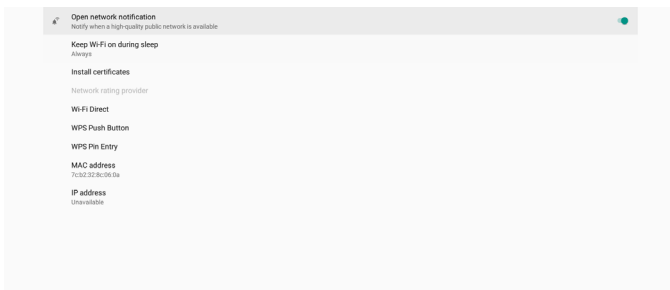 Open network notification
Notify when a high-quality public network is available
Keep Wi-Fi on during sleep
Always
Install certificates
Network rating provider
Wi-Fi Direct
WPS Push Button
WPS Pin Entry
MAC address
7c:b2:32:8c:06:0a
IP address
Unavailable